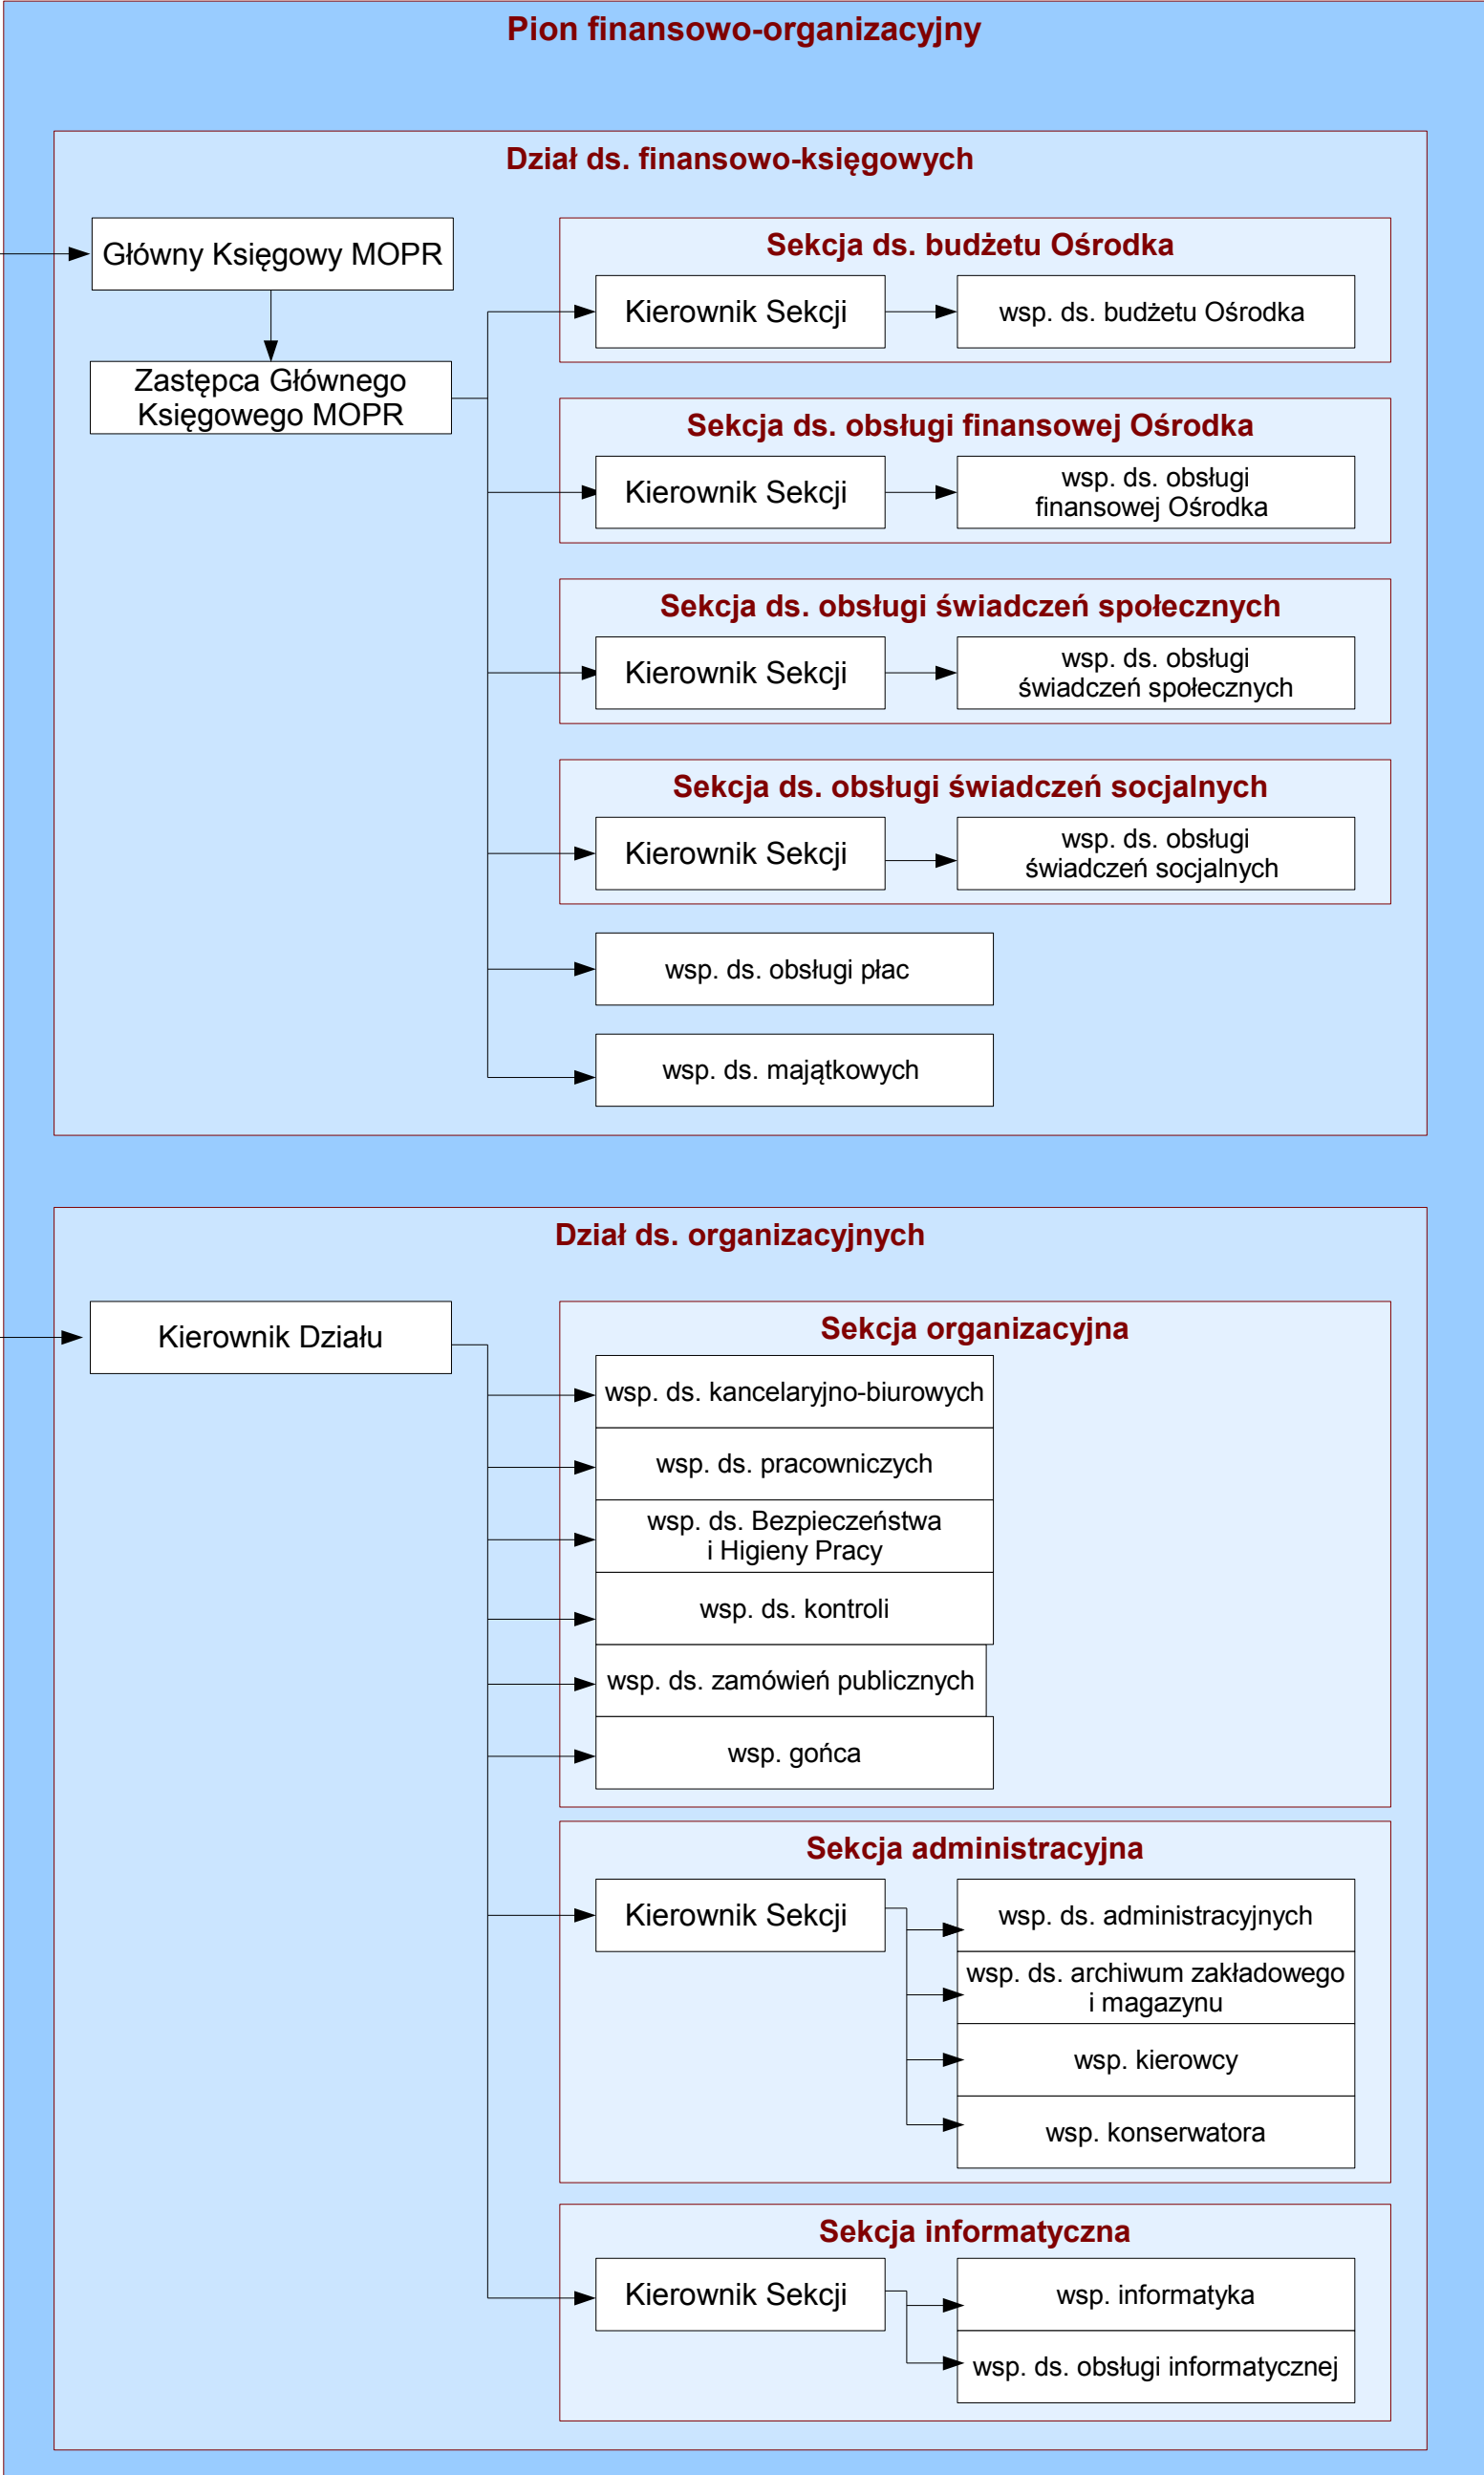 Pion finansowo-organizacyjny
Dział ds. finansowo-księgowych
Główny Księgowy MOPR
Zastępca Głównego
Księgowego MOPR
Sekcja ds. budżetu Ośrodka
Kierownik Sekcji
wsp. ds. budżetu Ośrodka
Sekcja ds. obsługi finansowej Ośrodka
Kierownik Sekcji
wsp. ds. obsługi
finansowej Ośrodka
Sekcja ds. obsługi świadczeń społecznych
Kierownik Sekcji
wsp. ds. obsługi
świadczeń społecznych
Sekcja ds. obsługi świadczeń socjalnych
Kierownik Sekcji
wsp. ds. obsługi
świadczeń socjalnych
wsp. ds. obsługi płac
wsp. ds. majątkowych
Dział ds. organizacyjnych
Kierownik Działu
Sekcja organizacyjna
wsp. ds. kancelaryjno-biurowych
wsp. ds. pracowniczych
wsp. ds. Bezpieczeństwa
i Higieny Pracy
wsp. ds. kontroli
wsp. ds. zamówień publicznych
wsp. gońca
Sekcja administracyjna
Kierownik Sekcji
wsp. ds. administracyjnych
wsp. ds. archiwum zakładowego
i magazynu
wsp. kierowcy
wsp. konserwatora
Sekcja informatyczna
Kierownik Sekcji
wsp. informatyka
wsp. ds. obsługi informatycznej